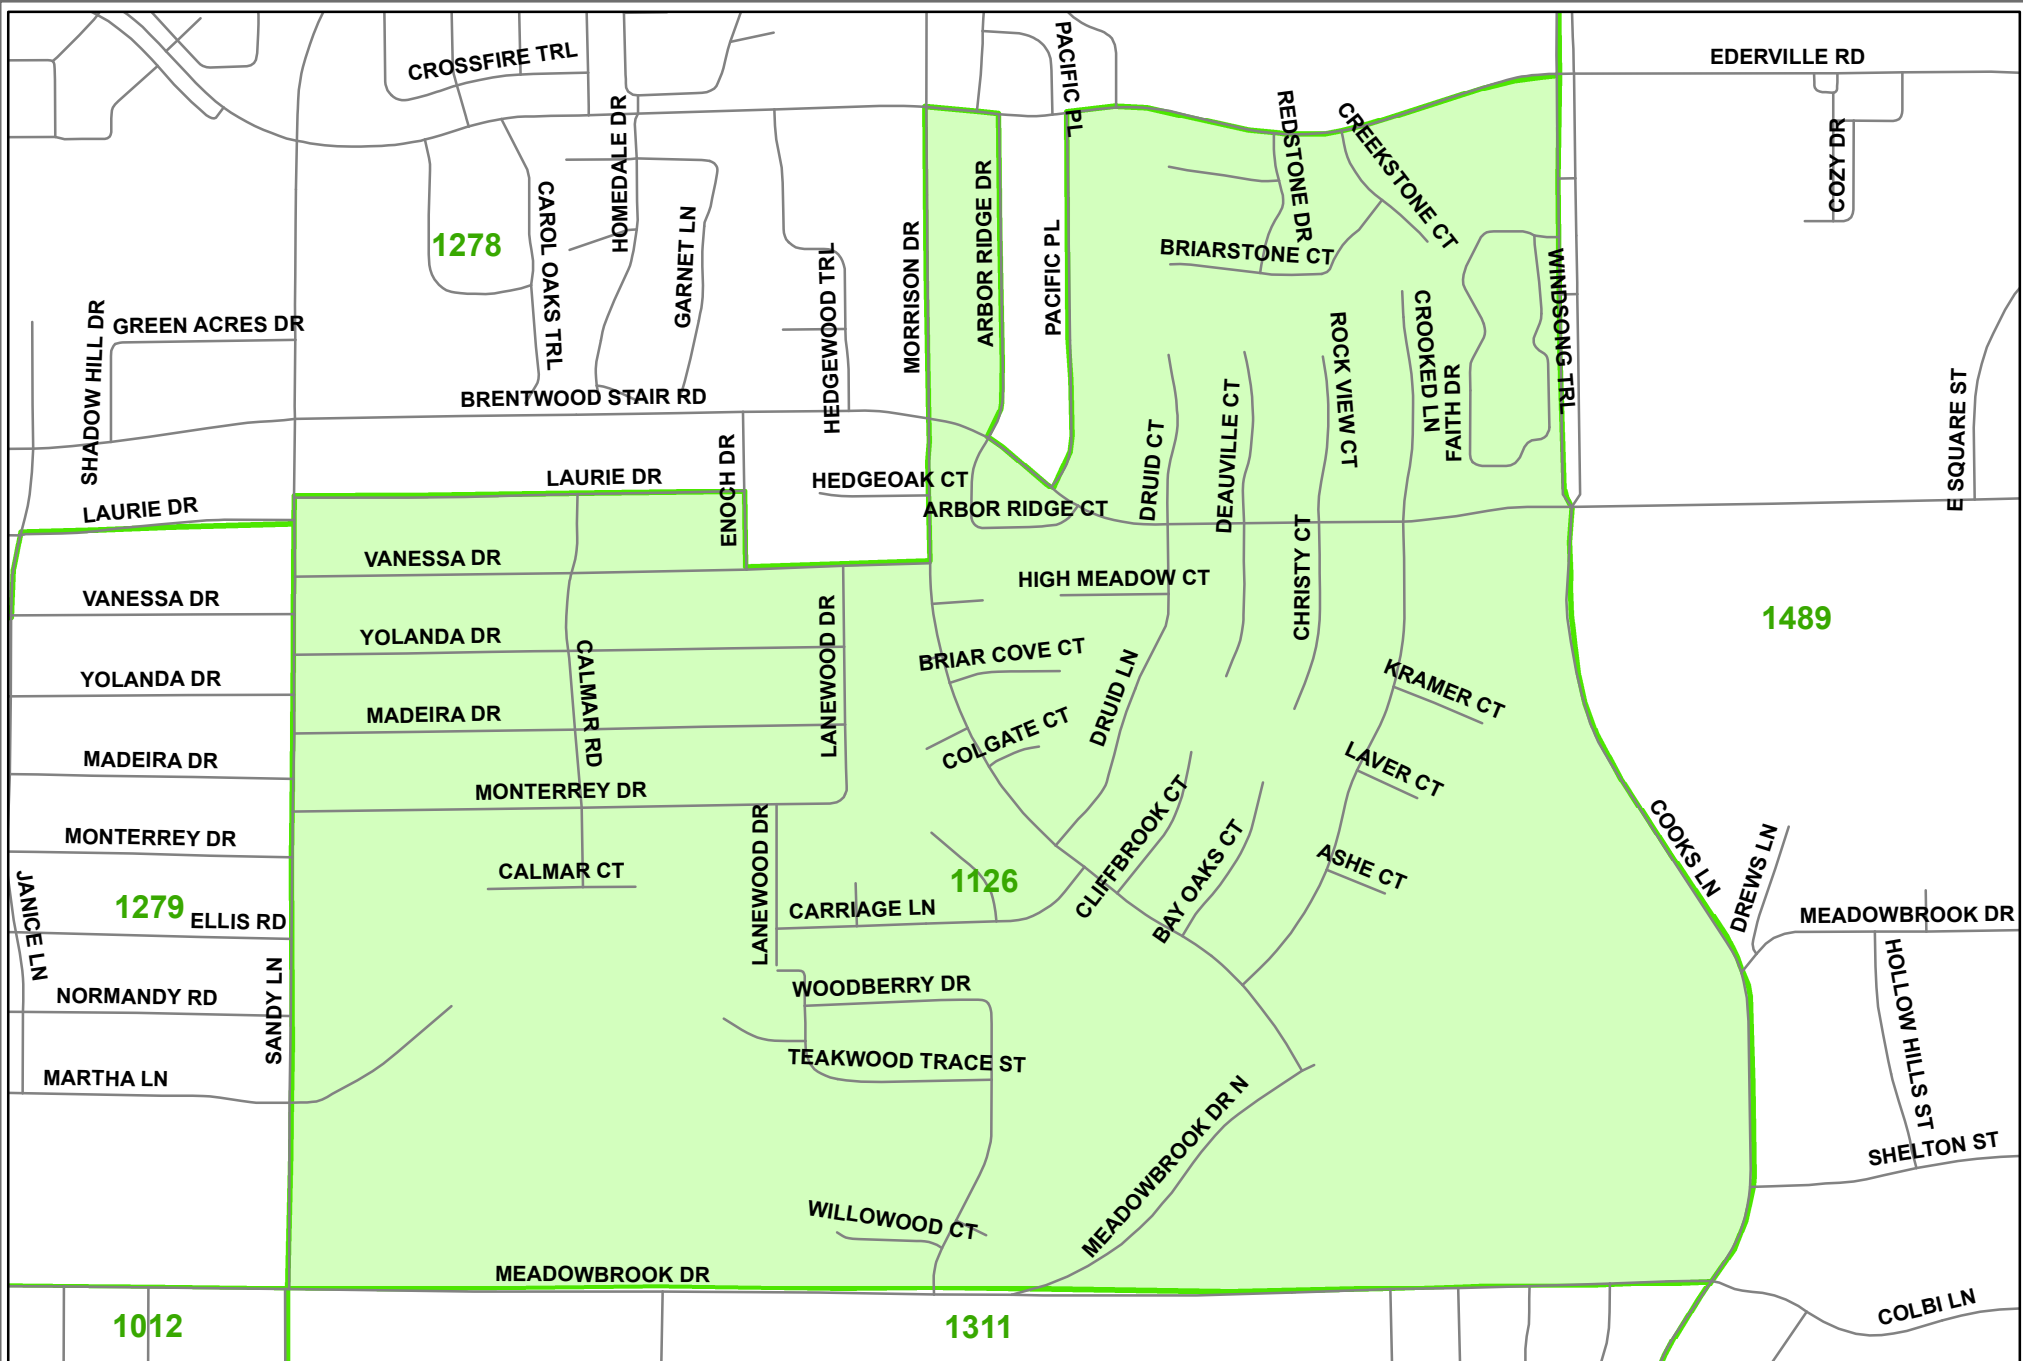 CROSSFIRE TRL
PACIFIC PL
EDERVILLE RD
HOMEDALE DR
REDSTONE DR
CREEKSTONE CT
COZY DR
CAROL OAKS TRL
1278
GARNET LN
HEDGEWOOD TRL
MORRISON DR
ARBOR RIDGE DR
PACIFIC PL
BRIARSTONE CT
WINDSONG TRL
SHADOW HILL DR
GREEN ACRES DR
ROCK VIEW CT
CROOKED LN
FAITH DR
BRENTWOOD STAIR RD
DRUID CT
DEAUVILLE CT
E SQUARE ST
ENOCH DR
LAURIE DR
HEDGEOAK CT
LAURIE DR
ARBOR RIDGE CT
VANESSA DR
CHRISTY CT
HIGH MEADOW CT
VANESSA DR
1489
YOLANDA DR
LANEWOOD DR
BRIAR COVE CT
CALMAR RD
DRUID LN
YOLANDA DR
KRAMER CT
MADEIRA DR
COLGATE CT
MADEIRA DR
LAVER CT
MONTERREY DR
COOKS LN
MONTERREY DR
LANEWOOD DR
CLIFFBROOK CT
BAY OAKS CT
ASHE CT
DREWS LN
CALMAR CT
1126
JANICE LN
1279
ELLIS RD
CARRIAGE LN
MEADOWBROOK DR
HOLLOW HILLS ST
NORMANDY RD
SANDY LN
WOODBERRY DR
TEAKWOOD TRACE ST
MARTHA LN
MEADOWBROOK DR N
SHELTON ST
WILLOWOOD CT
MEADOWBROOK DR
COLBI LN
1012
1311